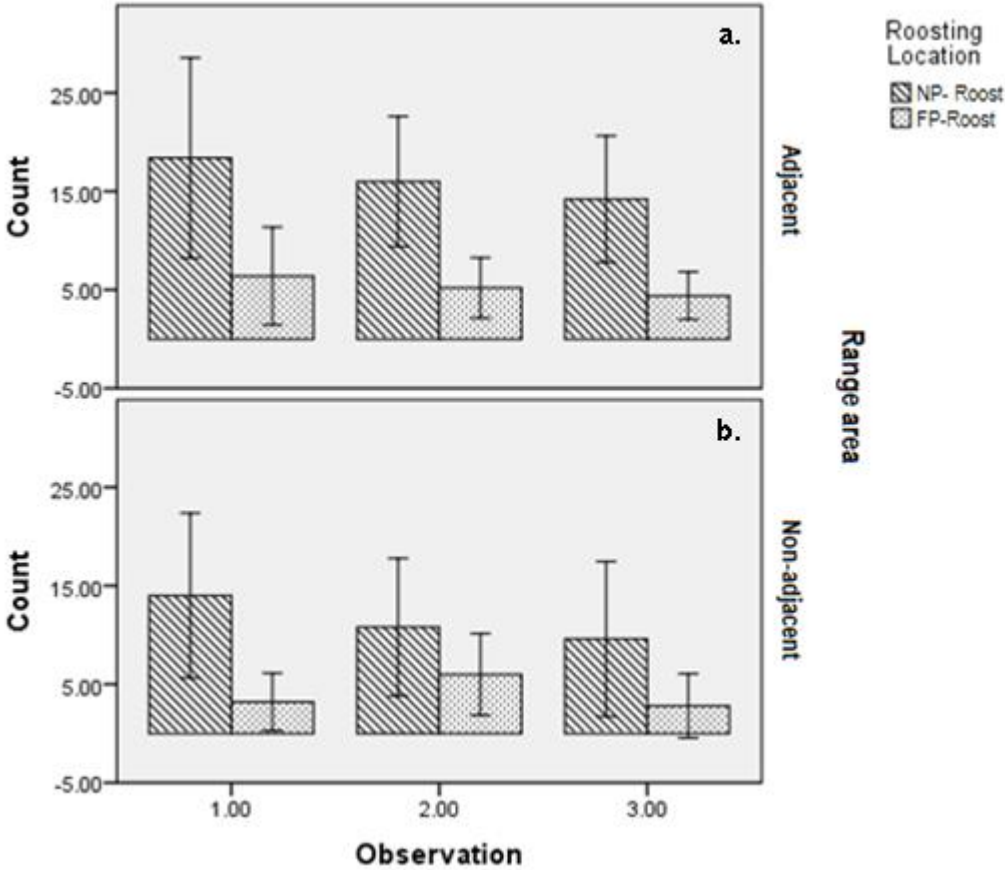 a.
Roosting
Location
NP- Roost
FP-Roost
25.00
15.00
5.00
-5.00
Count
Adjacent
Range area
b.
25.00
15.00
5.00
-5.00
Count
Non-adjacent
1.00
2.00
3.00
Observation